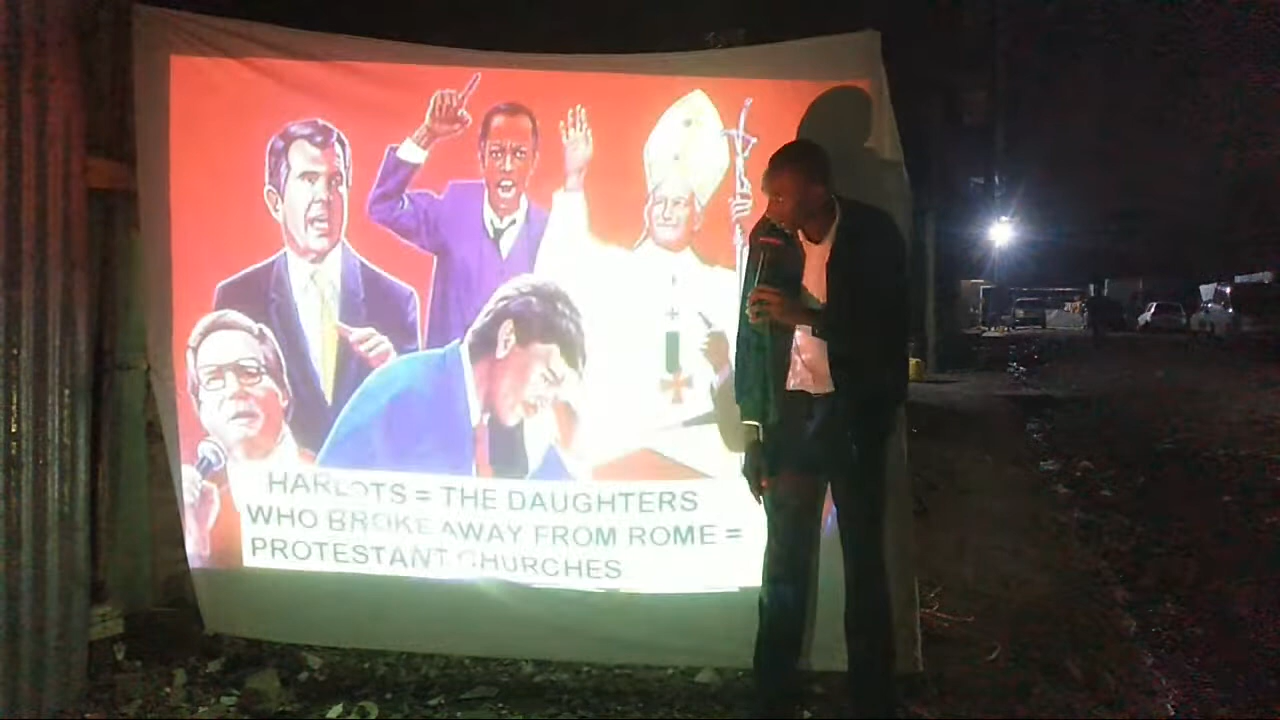 HARLOTS = THE DAUGHTERS
WHO BROKE AWAY FROM ROME =
PROTESTANT CHURCHES